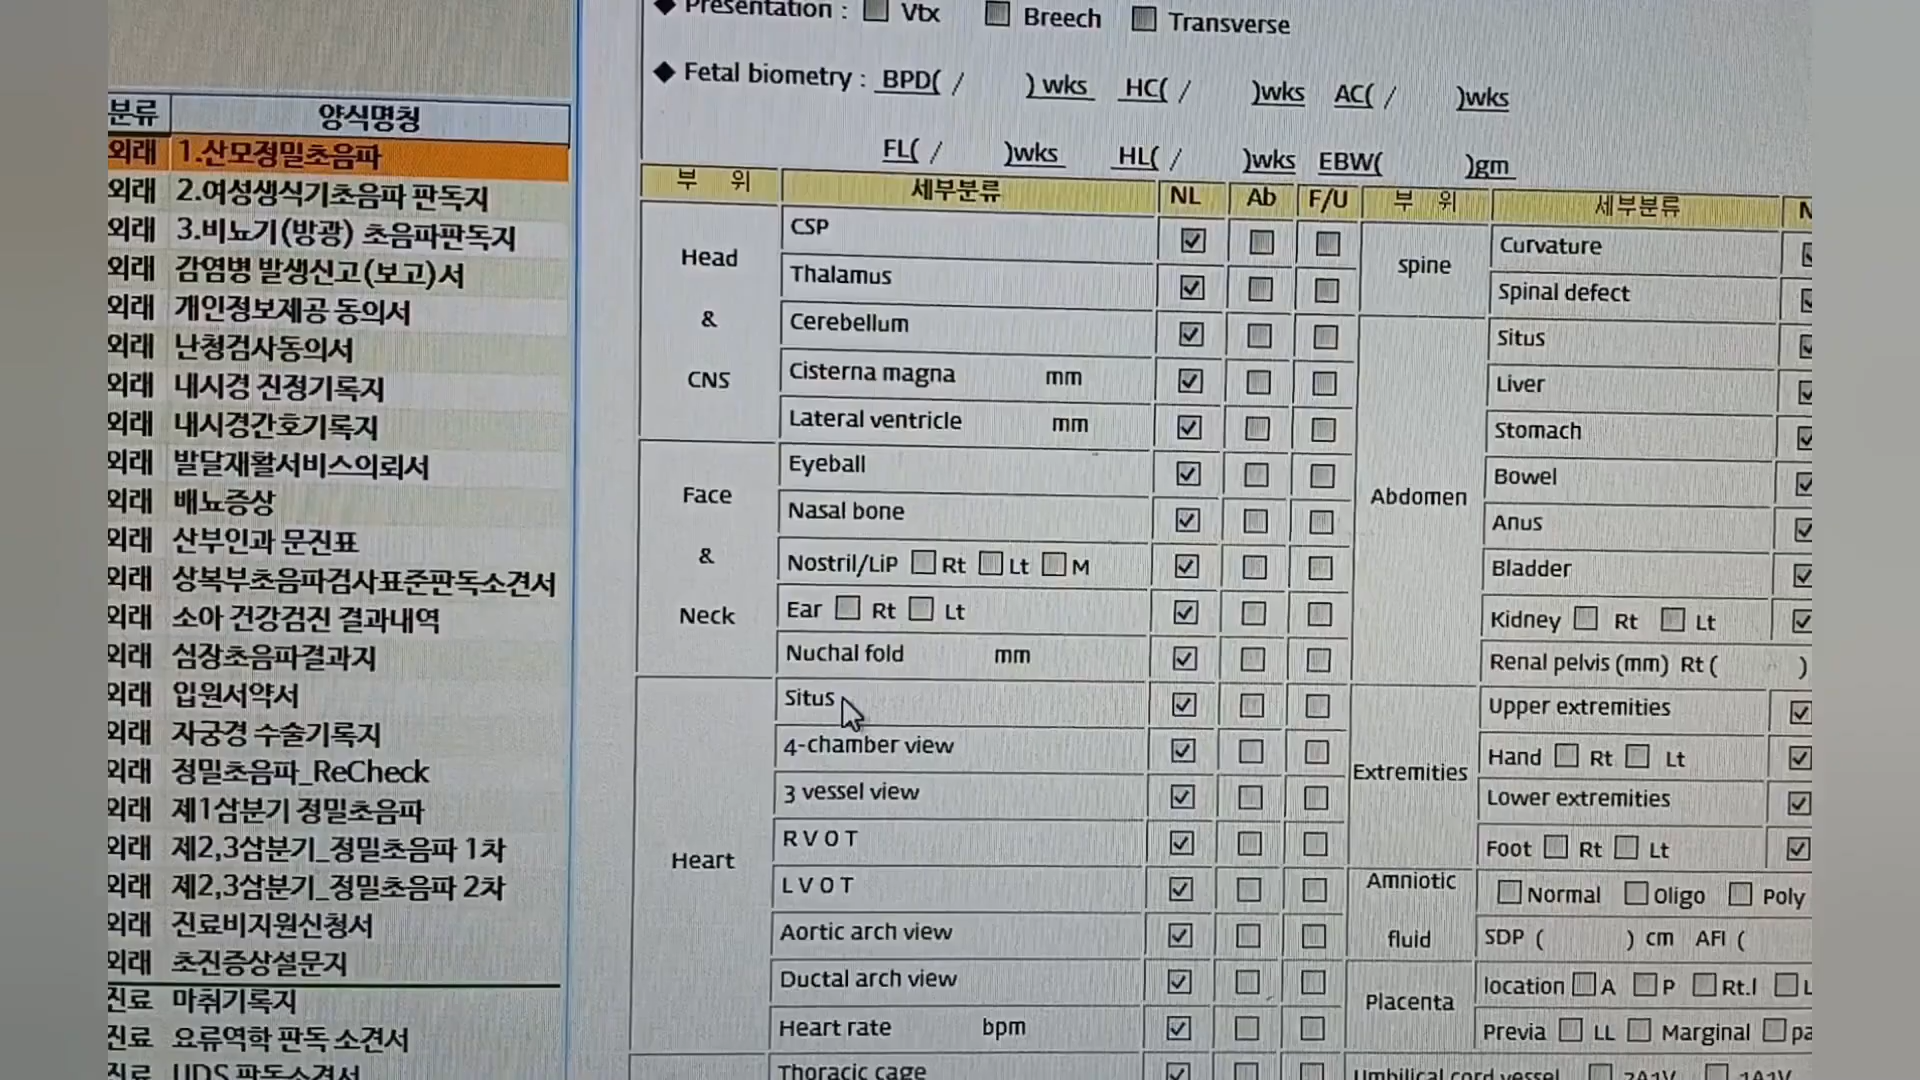 분류 양식명칭
외래 1.산모정밀초음파
외래 2.여성생식기초음파 판독지
외래 3.비뇨기(방광) 초음파판독지
외래 감염병 발생신고(보고)서
외래 개인정보제공 동의서
외래 난청검사동의서
외래 내시경 진정기록지
외래 내시경간호기록지
외래 발달재활서비스의뢰서
외래 배뇨증상
외래 산부인과 문진표
외래 상복부초음파검사표준판독소견서
외래 소아 건강검진 결과내역
외래 심장초음파결과지
외래 입원서약서
외래 자궁경 수술기록지
외래 정밀초음파_ReCheck
외래 제1삼분기 정밀초음파
외래 제2,3삼분기_정밀초음파 1차
외래 제2,3삼분기_정밀초음파 2차
외래 진료비지원신청서
외래 초진증상설문지
진료 마취기록지
진료 요류역학 판독 소견서
진료 UDS 판독소견서
◆ Presentation : Vtx Breech Transverse
◆ Fetal biometry : BPD( / ) wks HC( / )wks AC( / )wks
FL( / )wks HL( / )wks EBW( )gm
부 위 세부분류 NL Ab F/U 부 위 세부분류 N
Head & CNS
CSP
Thalamus
Cerebellum
Cisterna magna mm
Lateral ventricle mm
Face & Neck
Eyeball
Nasal bone
Nostril/LiP Rt Lt M
Ear Rt Lt
Nuchal fold mm
Heart
Situs
4-chamber view
3 vessel view
R V O T
L V O T
Aortic arch view
Ductal arch view
Heart rate bpm
Thoracic cage
spine
Curvature
Spinal defect
Abdomen
Situs
Liver
Stomach
Bowel
Anus
Bladder
Kidney Rt Lt
Renal pelvis (mm) Rt ( )
Extremities
Upper extremities
Hand Rt Lt
Lower extremities
Foot Rt Lt
Amniotic fluid
Normal Oligo Poly
SDP ( ) cm AFI (
Placenta
location A P Rt.l L
Previa LL Marginal pa
Umbilical cord vessel 2A1V 1A1V